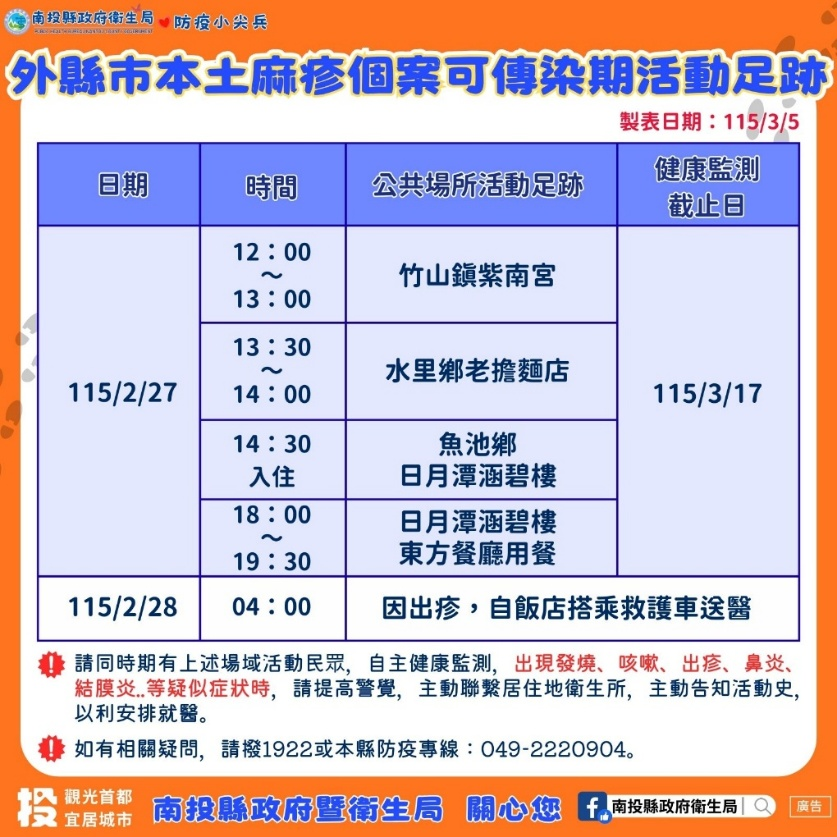 南投縣政府衛生局
PUBLIC HEALTH BUREAU NANTOU COUNTY GOVERNMENT
防疫小尖兵
外縣市本土麻疹個案可傳染期活動足跡
製表日期：115/3/5
日期
時間
公共場所活動足跡
健康監測
截止日
115/2/27
12：00
～
13：00
竹山鎮紫南宮
13：30
～
14：00
水里鄉老擔麵店
14：30
入住
魚池鄉
日月潭涵碧樓
18：00
～
19：30
日月潭涵碧樓
東方餐廳用餐
115/3/17
115/2/28
04：00
因出疹，自飯店搭乘救護車送醫
請同時期有上述場域活動民眾，自主健康監測，出現發燒、咳嗽、出疹、鼻炎、
結膜炎..等疑似症狀時，請提高警覺，主動聯繫居住地衛生所，主動告知活動史，
以利安排就醫。
如有相關疑問，請撥1922或本縣防疫專線：049-2220904。
投
觀光首都
宜居城市
南投縣政府暨衛生局 關心您
南投縣政府衛生局
廣告